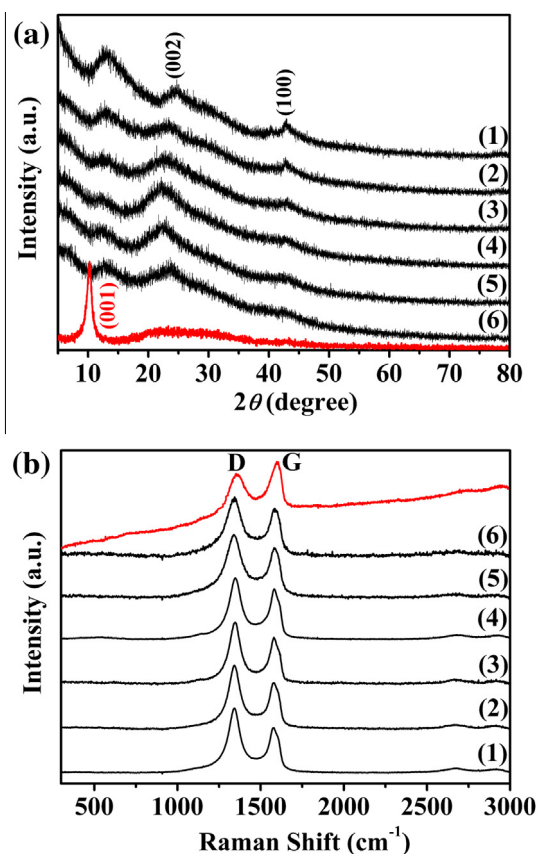 (a)
(002)
(100)
(001)
(1)
(2)
(3)
(4)
(5)
(6)
Intensity (a.u.)
10 20 30 40 50 60 70 80
2θ (degree)
(b)
D G
(6)
(5)
(4)
(3)
(2)
(1)
Intensity (a.u.)
500 1000 1500 2000 2500 3000
Raman Shift (cm⁻¹)